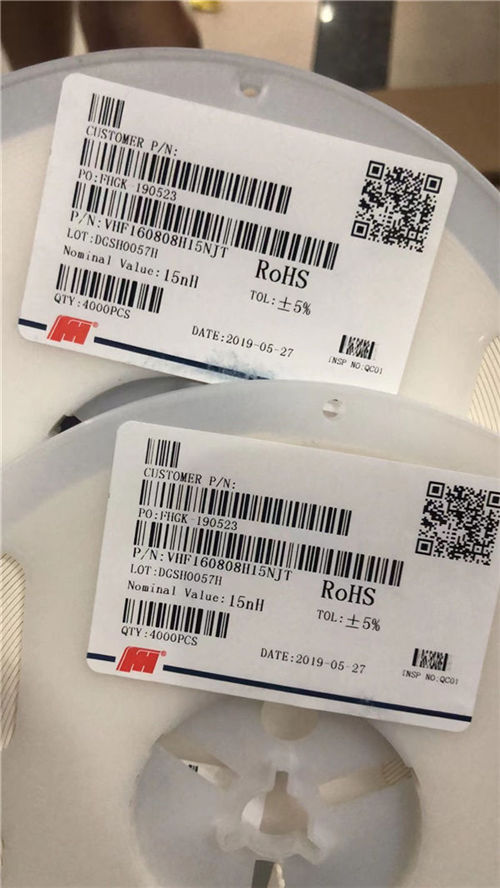 CUSTOMER P/N:
PO:FHGK-190523
P/N:VHF160808H15NJT
LOT:DGSH0057H
RoHS
Nominal Value:15nH
TOL:±5%
QTY:4000PCS
DATE:2019-05-27
INSP NO:QC01
CUSTOMER P/N:
PO:FHGK-190523
P/N:VHF160808H15NJT
LOT:DGSH0057H
RoHS
Nominal Value:15nH
TOL:±5%
QTY:4000PCS
DATE:2019-05-27
INSP NO:QC01